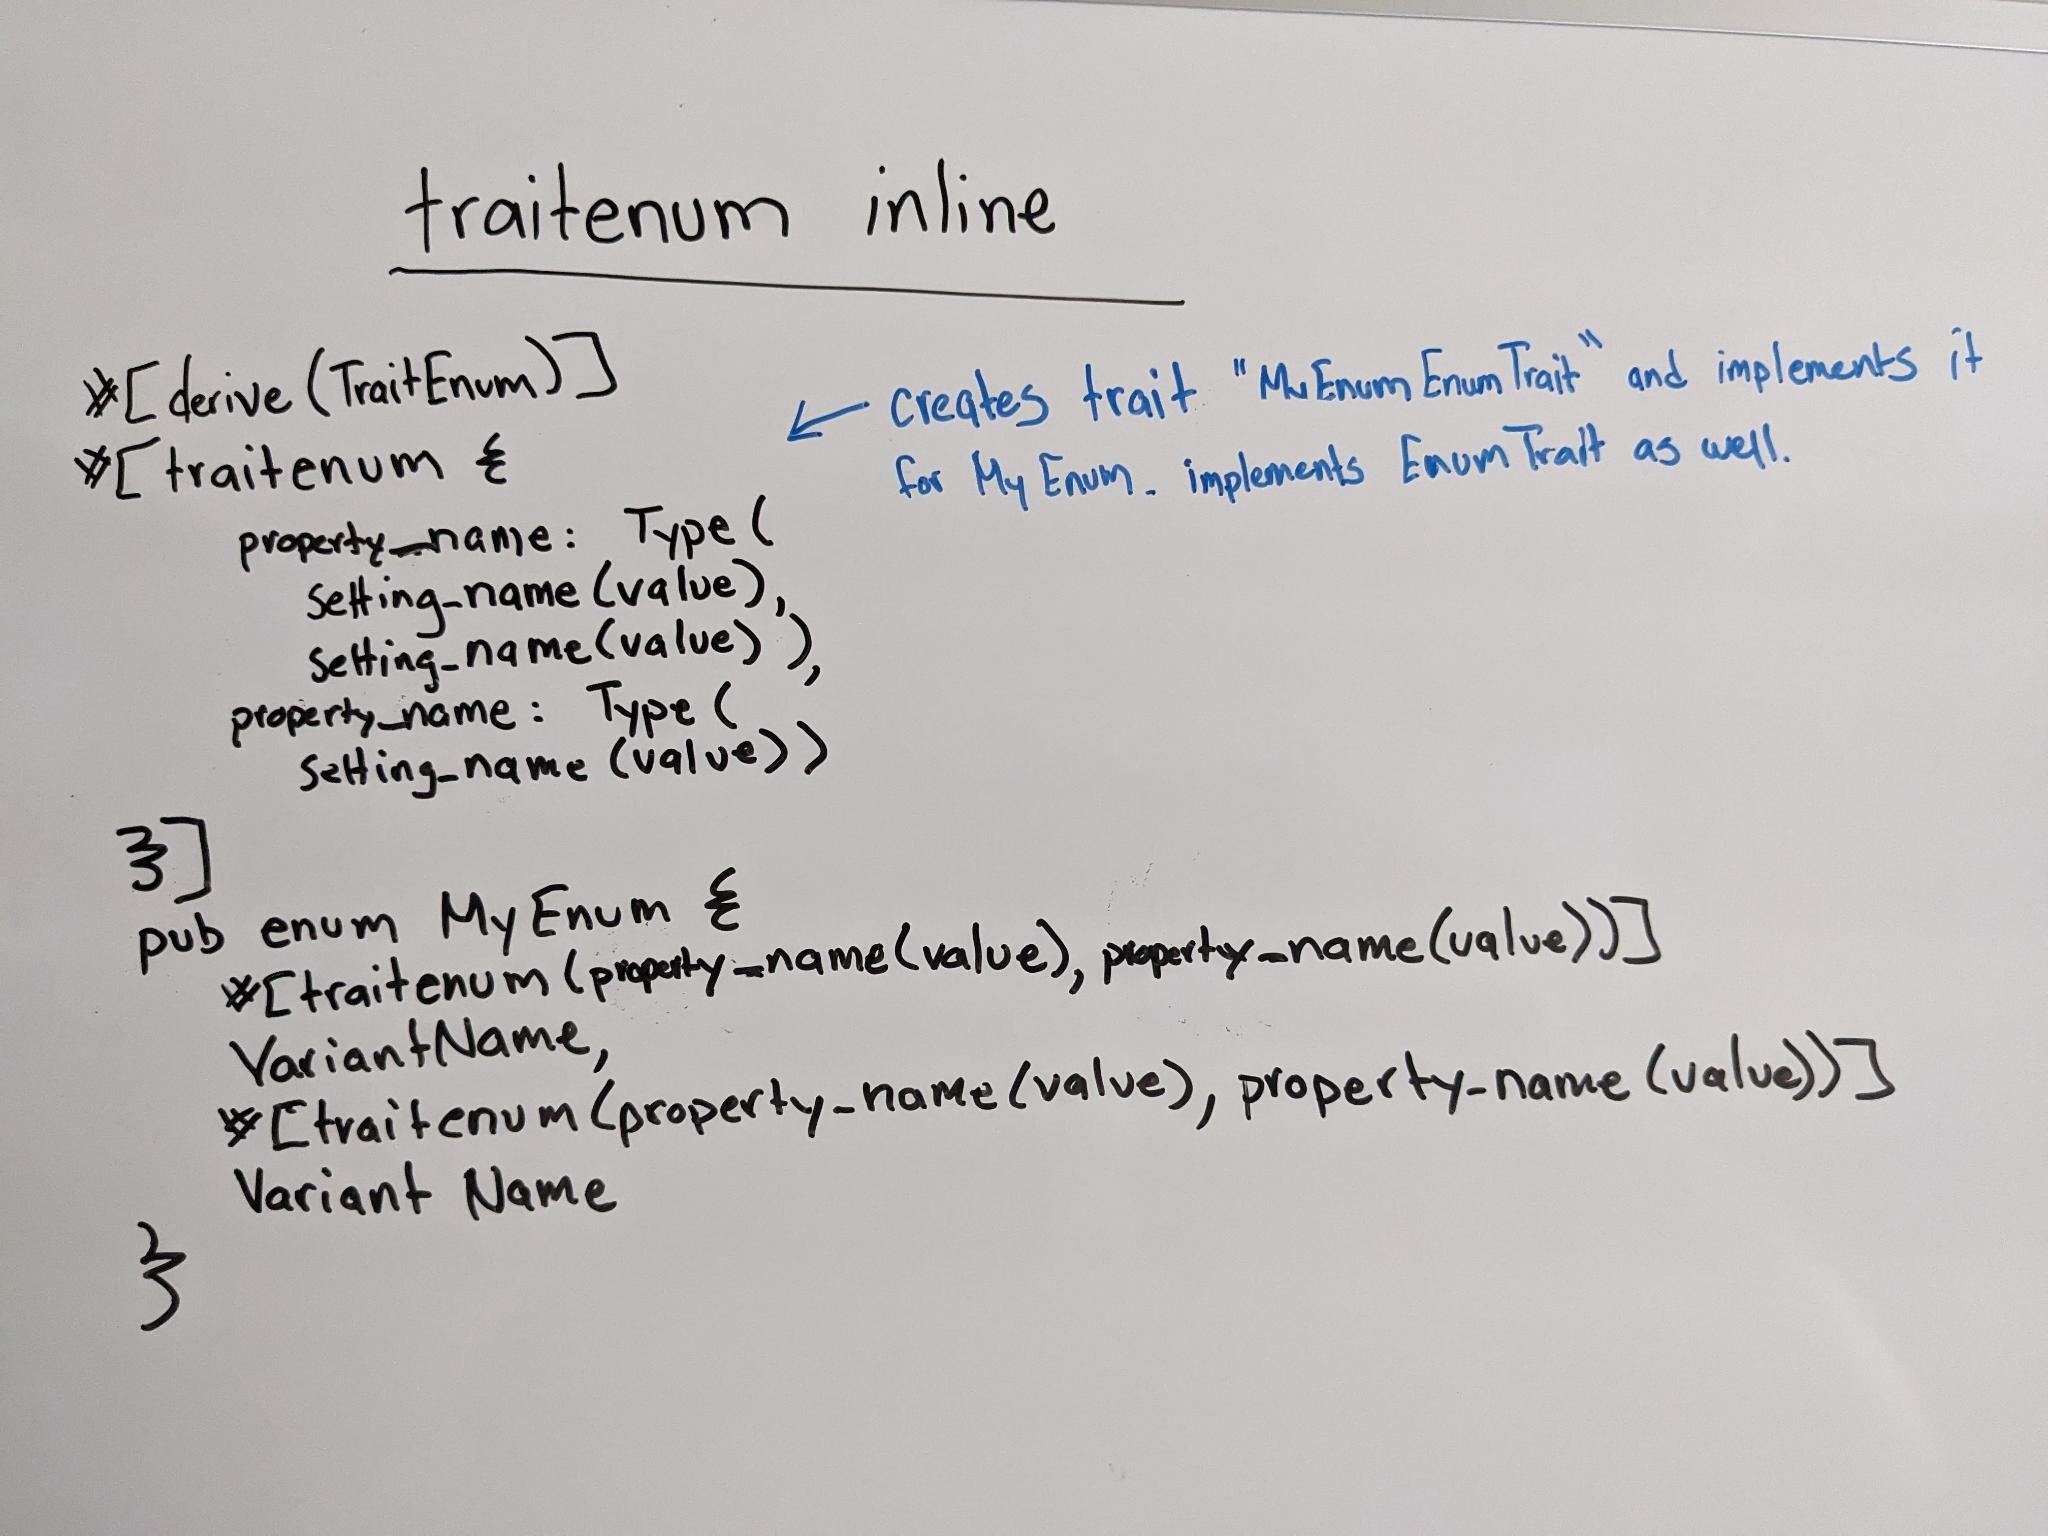 traitenum inline
#[derive(TraitEnum)]
#[traitenum {
creates trait "MyEnumEnumTrait" and implements it
for MyEnum. implements EnumTrait as well.
property_name: Type(
setting_name(value),
setting_name(value)),
property_name: Type(
setting_name(value))
}]
pub enum MyEnum {
#[traitenum(property_name(value), property_name(value))]
VariantName,
#[traitenum(property_name(value), property_name(value))]
Variant Name
}